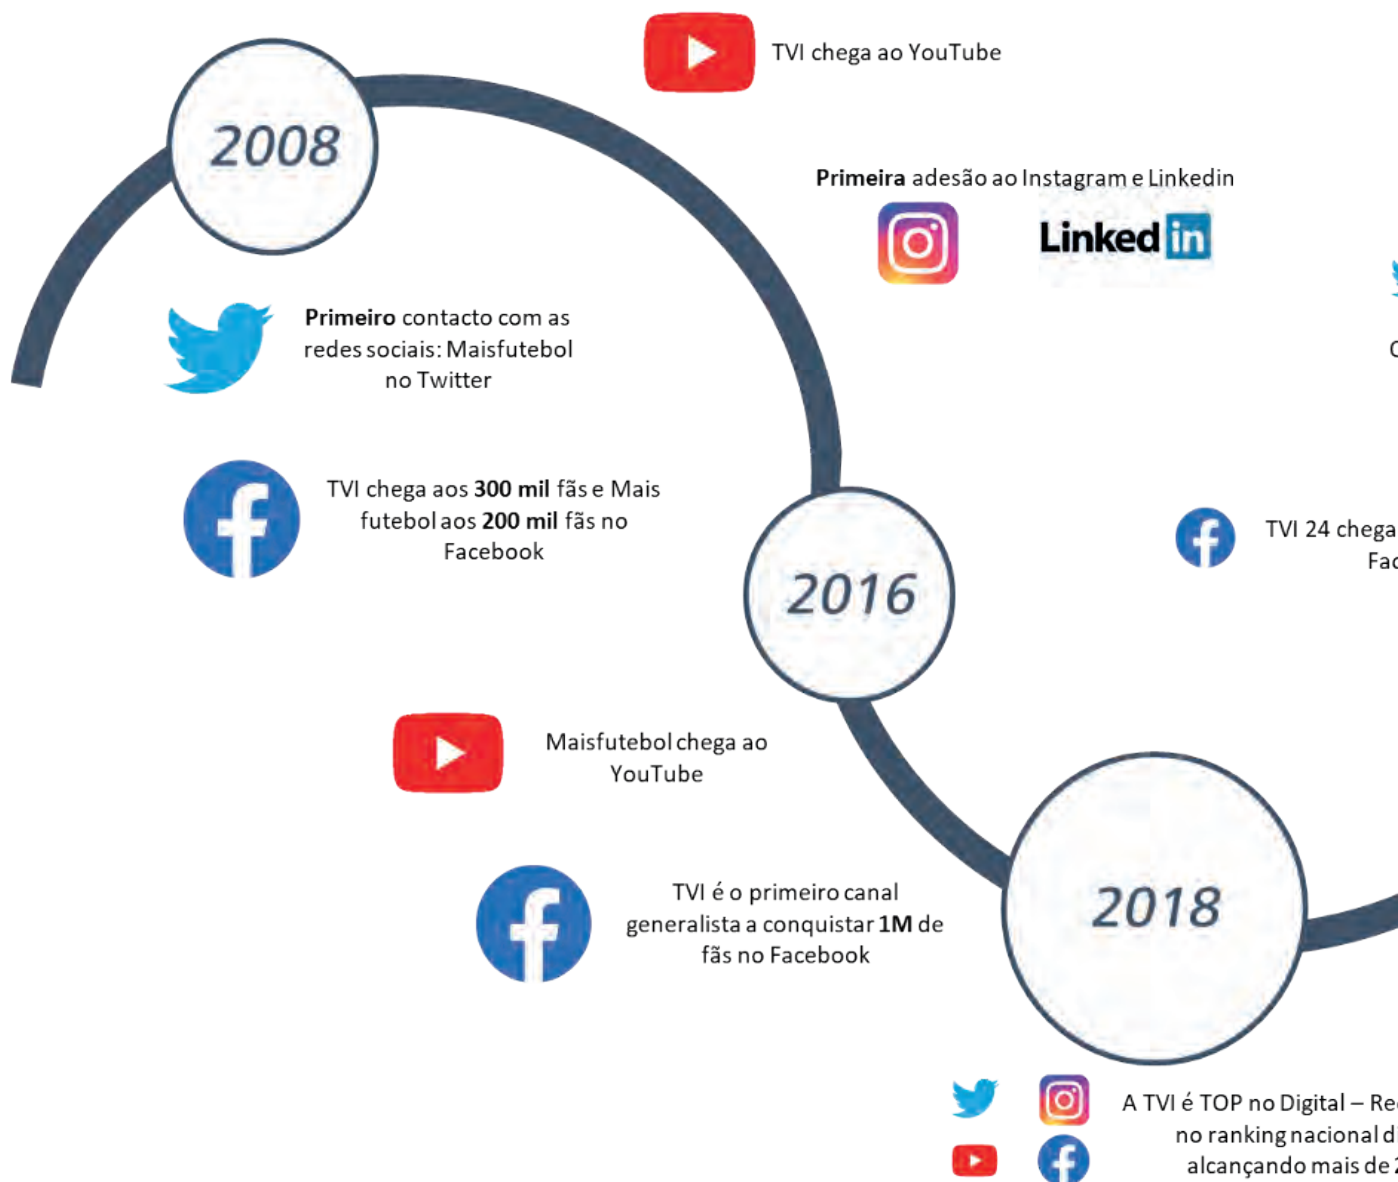 TVI chega ao YouTube
2008
Primeira adesão ao Instagram e Linkedin
Linked in
Primeiro contacto com as
redes sociais: Maisfutebol
no Twitter
TVI chega aos 300 mil fãs e Mais
futebol aos 200 mil fãs no
Facebook
TVI 24 chega
2016
Maisfutebol chega ao
YouTube
TVI é o primeiro canal
generalista a conquistar 1M de
fãs no Facebook
2018
A TVI é TOP no Digital –
no ranking nacional
alcançando mais de